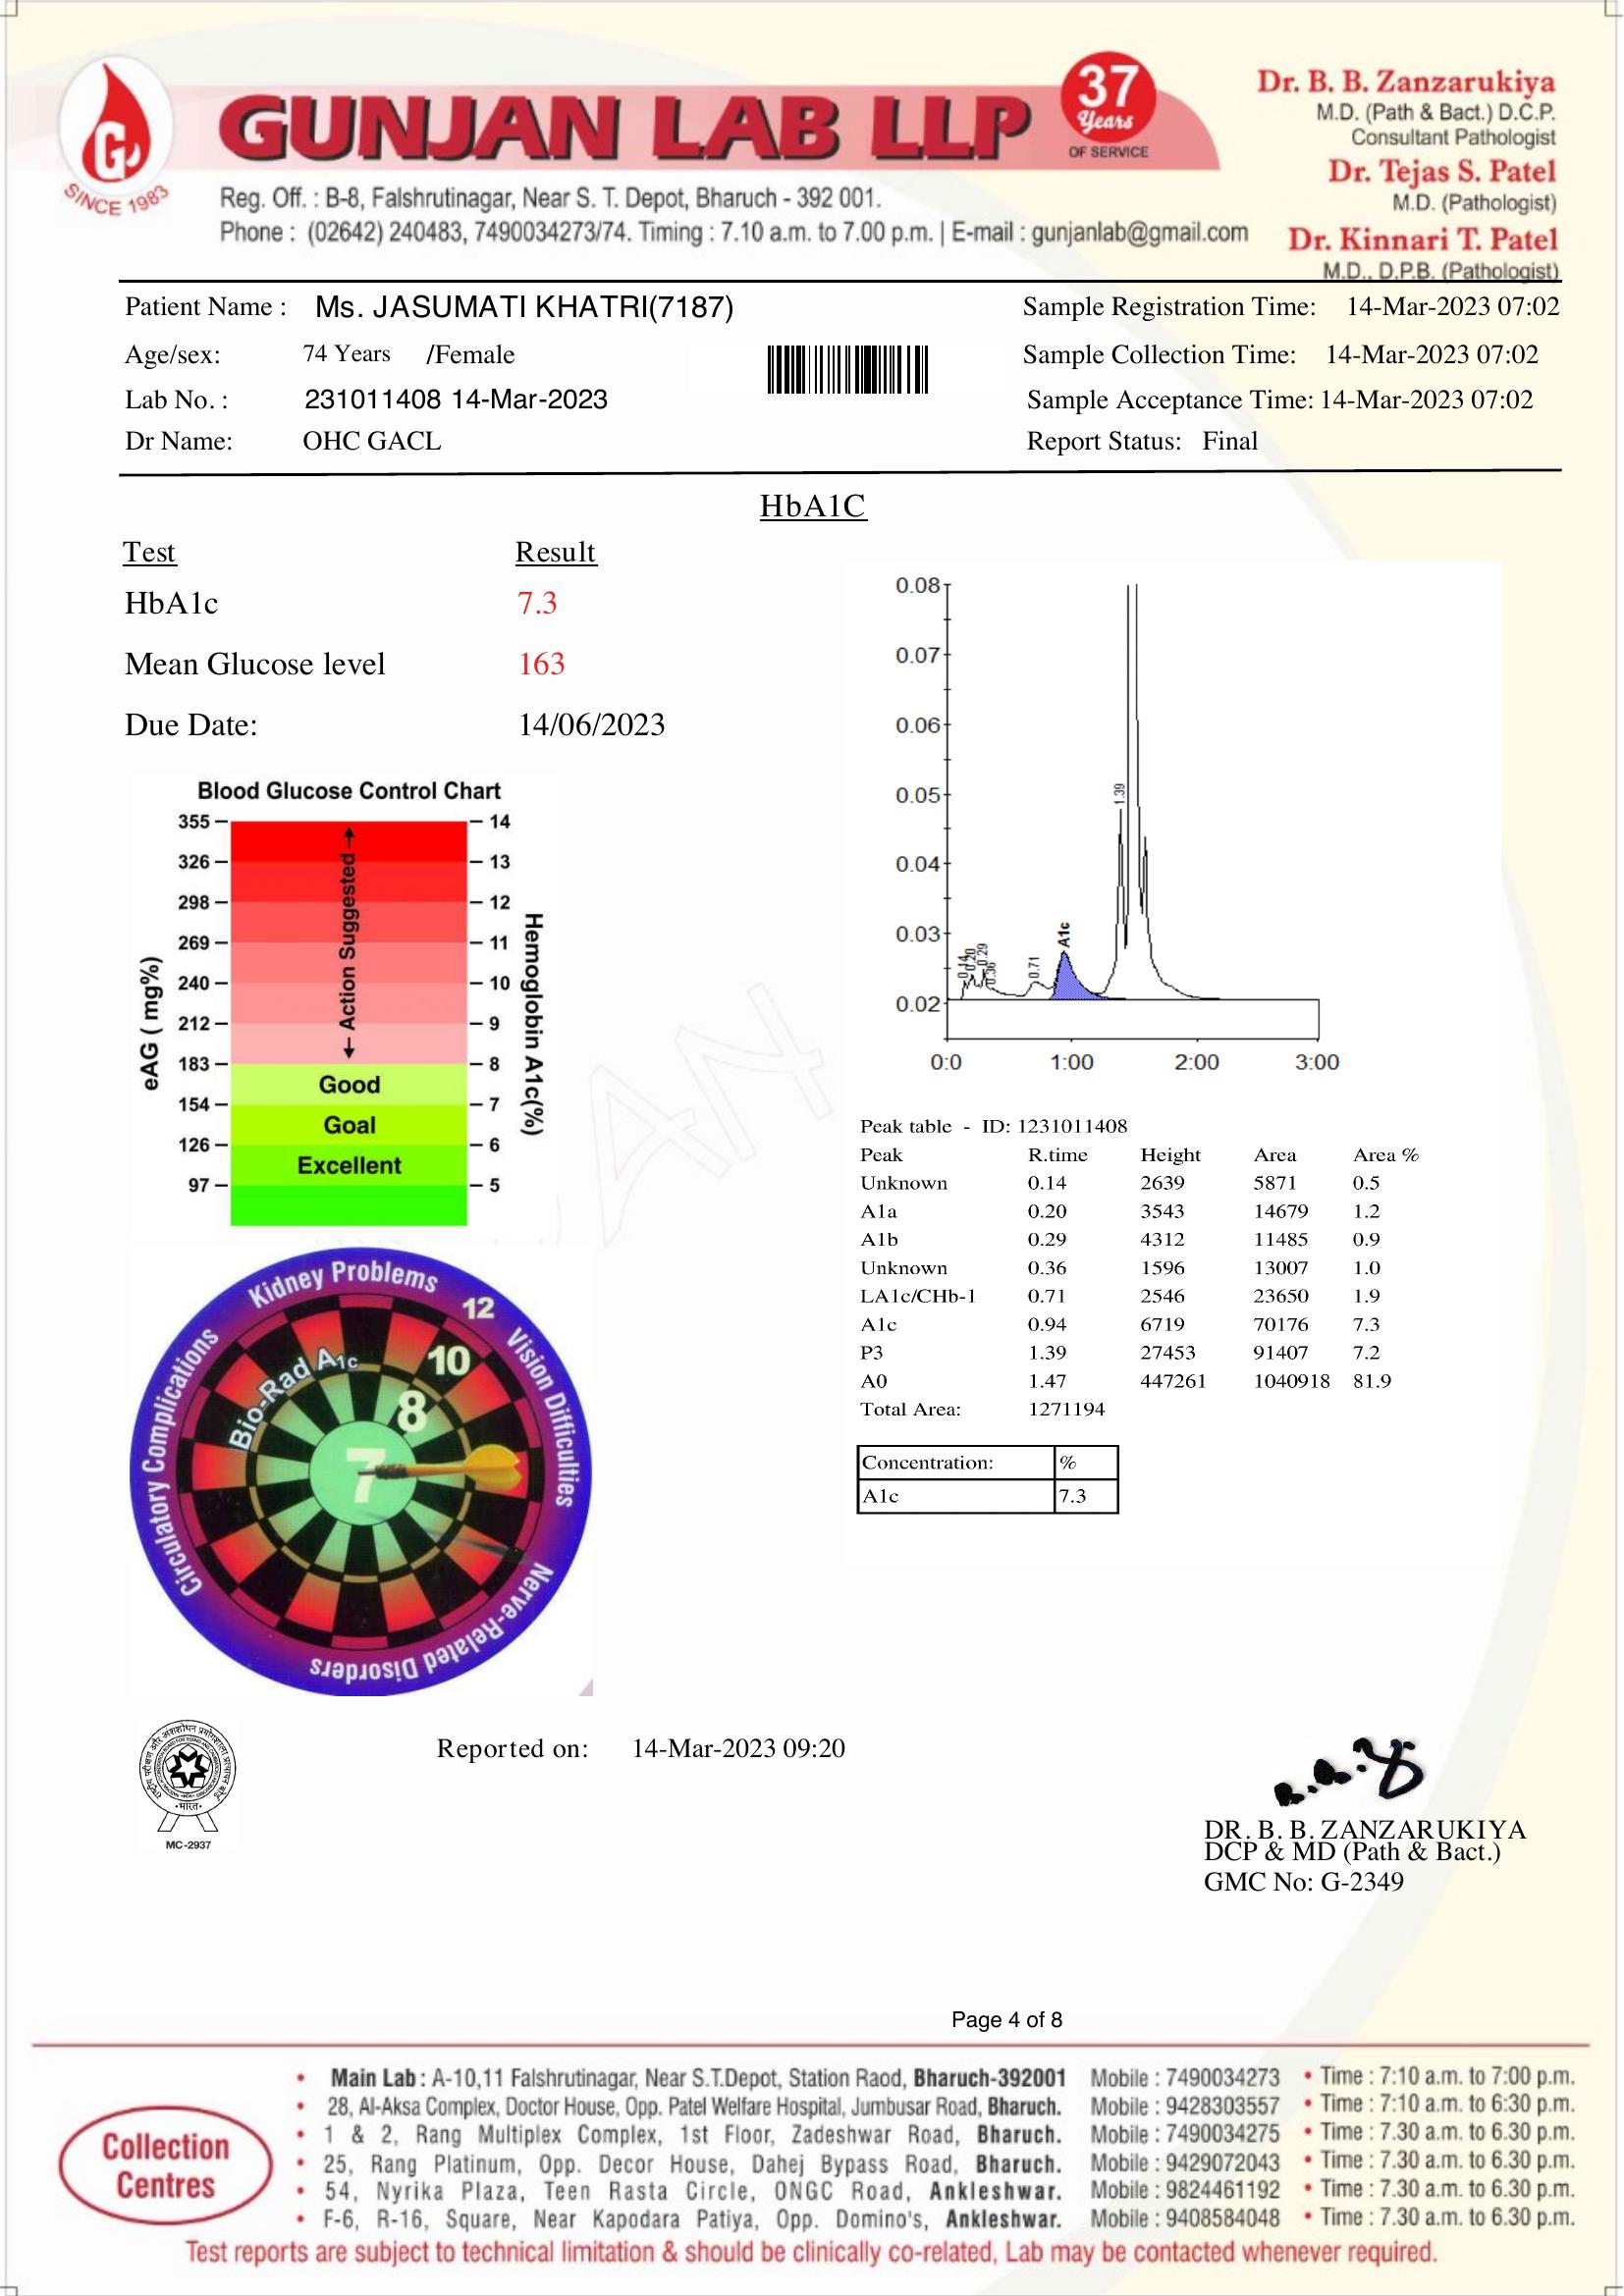 G
SINCE 1983
GUNJAN LAB LLP
37
Years
OF SERVICE
Reg. Off. : B-8, Falshrutinagar, Near S. T. Depot, Bharuch - 392 001.
Phone : (02642) 240483, 7490034273/74. Timing : 7.10 a.m. to 7.00 p.m. | E-mail : gunjanlab@gmail.com
Dr. B. B. Zanzarukiya
M.D. (Path & Bact.) D.C.P.
Consultant Pathologist
Dr. Tejas S. Patel
M.D. (Pathologist)
Dr. Kinnari T. Patel
M.D., D.P.B. (Pathologist)
Patient Name : Ms. JASUMATI KHATRI(7187) Sample Registration Time: 14-Mar-2023 07:02
Age/sex: 74 Years /Female Sample Collection Time: 14-Mar-2023 07:02
Lab No. : 231011408 14-Mar-2023 Sample Acceptance Time: 14-Mar-2023 07:02
Dr Name: OHC GACL Report Status: Final
HbA1C
Test Result
HbA1c 7.3
Mean Glucose level 163
Due Date: 14/06/2023
Blood Glucose Control Chart
355 14
326 13
298 12
269 11
240 10
212 9
183 8
154 7
126 6
97 5
eAG ( mg%)
Action Suggested
Good
Goal
Excellent
Hemoglobin A1c(%)
0.08
0.07
0.06
0.05
0.04
0.03
0.02
0.14
0.20
0.29
0.36
0.71
A1c
1.39
0:0 1:00 2:00 3:00
Peak table - ID: 1231011408
Peak R.time Height Area Area %
Unknown 0.14 2639 5871 0.5
A1a 0.20 3543 14679 1.2
A1b 0.29 4312 11485 0.9
Unknown 0.36 1596 13007 1.0
LA1c/CHb-1 0.71 2546 23650 1.9
A1c 0.94 6719 70176 7.3
P3 1.39 27453 91407 7.2
A0 1.47 447261 1040918 81.9
Total Area: 1271194
Concentration: %
A1c 7.3
Kidney Problems
12
Vision Difficulties
Nerve-Related Disorders
Circulatory Complications
Bio-Rad A1c
10
8
7
MC-2937
Reported on: 14-Mar-2023 09:20
DR. B. B. ZANZARUKIYA
DCP & MD (Path & Bact.)
GMC No: G-2349
Page 4 of 8
Collection
Centres
• Main Lab : A-10,11 Falshrutinagar, Near S.T.Depot, Station Raod, Bharuch-392001 Mobile : 7490034273 • Time : 7:10 a.m. to 7:00 p.m.
• 28, Al-Aksa Complex, Doctor House, Opp. Patel Welfare Hospital, Jumbusar Road, Bharuch. Mobile : 9428303557 • Time : 7:10 a.m. to 6:30 p.m.
• 1 & 2, Rang Multiplex Complex, 1st Floor, Zadeshwar Road, Bharuch. Mobile : 7490034275 • Time : 7.30 a.m. to 6.30 p.m.
• 25, Rang Platinum, Opp. Decor House, Dahej Bypass Road, Bharuch. Mobile : 9429072043 • Time : 7.30 a.m. to 6.30 p.m.
• 54, Nyrika Plaza, Teen Rasta Circle, ONGC Road, Ankleshwar. Mobile : 9824461192 • Time : 7.30 a.m. to 6.30 p.m.
• F-6, R-16, Square, Near Kapodara Patiya, Opp. Domino's, Ankleshwar. Mobile : 9408584048 • Time : 7.30 a.m. to 6.30 p.m.
Test reports are subject to technical limitation & should be clinically co-related, Lab may be contacted whenever required.